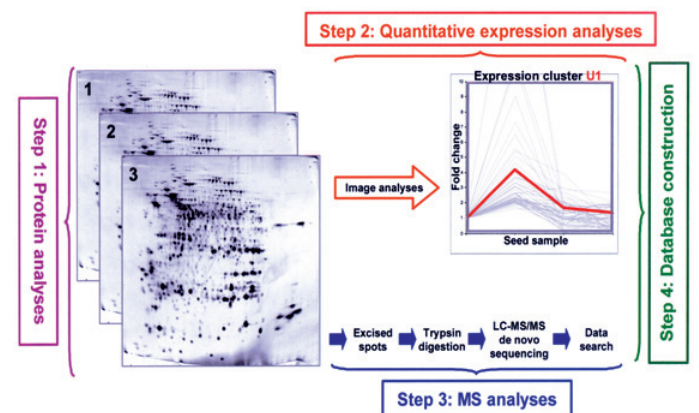 Step 2: Quantitative expression analyses
Step 1: Protein analyses
1
2
3
Image analyses
Expression cluster U1
Fold change
Seed sample
Step 4: Database construction
Excised
spots
Trypsin
digestion
LC-MS/MS
de novo
sequencing
Data
search
Step 3: MS analyses